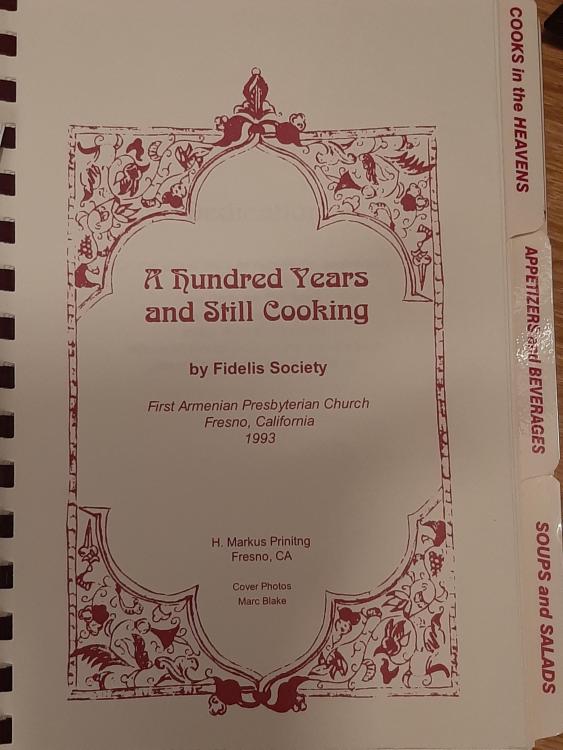 A Hundred Years
and Still Cooking
by Fidelis Society
First Armenian Presbyterian Church
Fresno, California
1993
H. Markus Prinitng
Fresno, CA
Cover Photos
Marc Blake
COOKS in the HEAVENS
APPETIZERS and BEVERAGES
SOUPS and SALADS